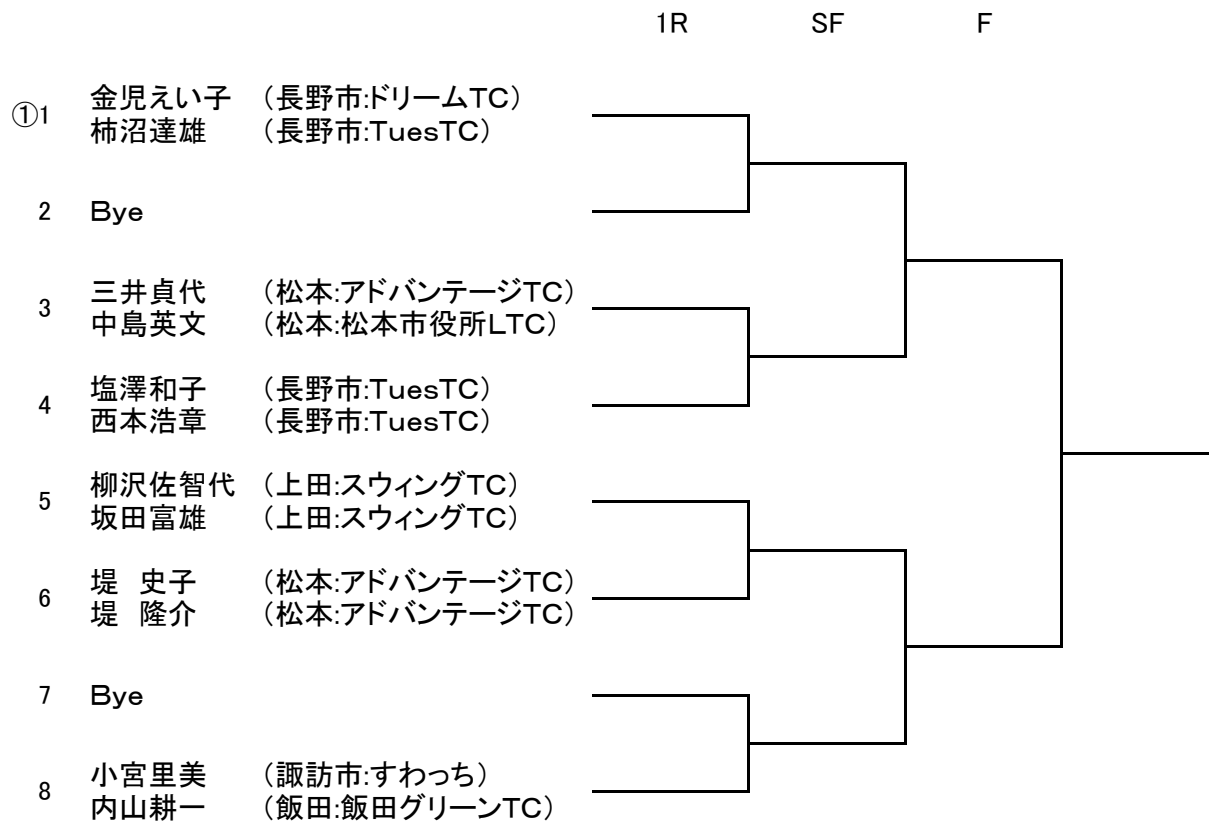 1R SF F
①1 金児えい子 （長野市:ドリームTC）
柿沼達雄 （長野市:TuesTC）
2 Bye
3 三井貞代 （松本:アドバンテージTC）
中島英文 （松本:松本市役所LTC）
4 塩澤和子 （長野市:TuesTC）
西本浩章 （長野市:TuesTC）
5 柳沢佐智代 （上田:スウィングTC）
坂田富雄 （上田:スウィングTC）
6 堤　史子 （松本:アドバンテージTC）
堤　隆介 （松本:アドバンテージTC）
7 Bye
8 小宮里美 （諏訪市:すわっち）
内山耕一 （飯田:飯田グリーンTC）